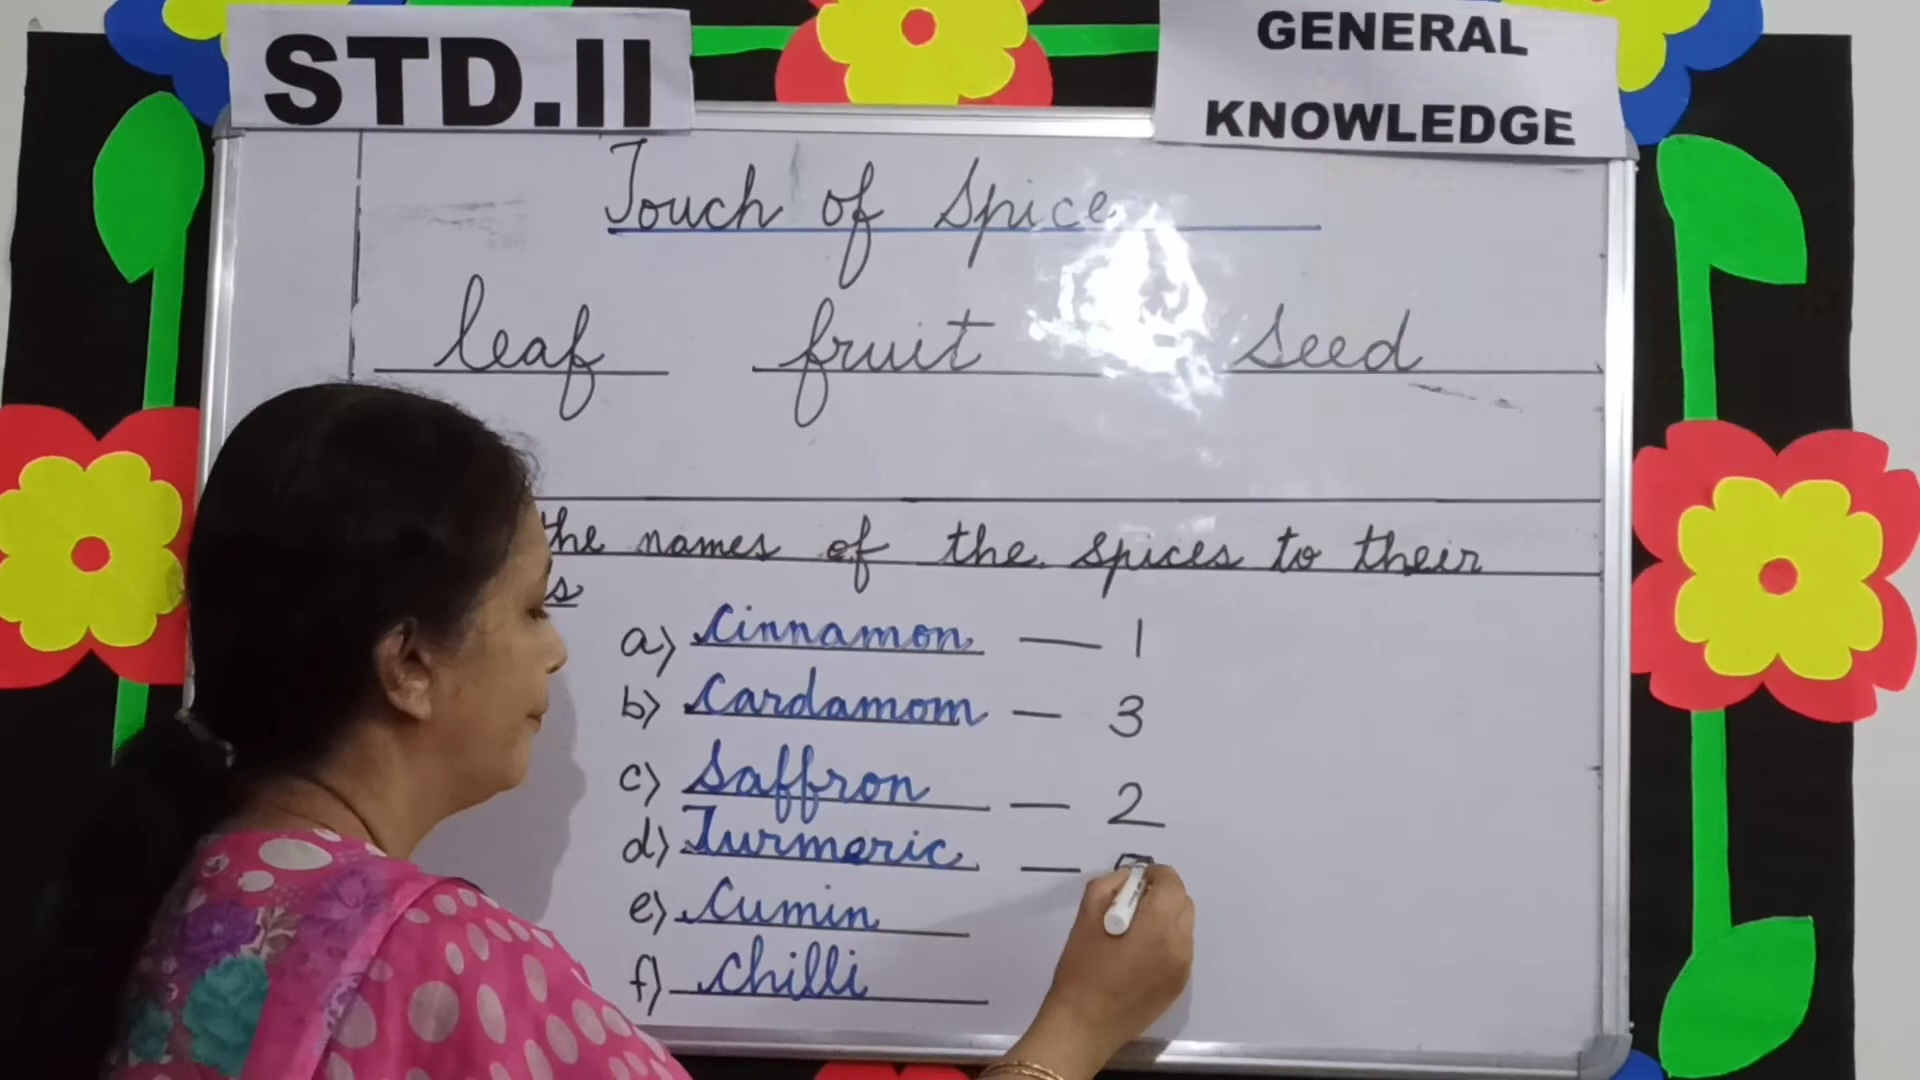 STD.II
GENERAL
KNOWLEDGE
Touch of Spice
leaf fruit seed
the names of the spices to their
a) Cinnamon — 1
b) Cardamom — 3
c) Saffron — 2
d) Turmeric —
e) Cumin
f) Chilli